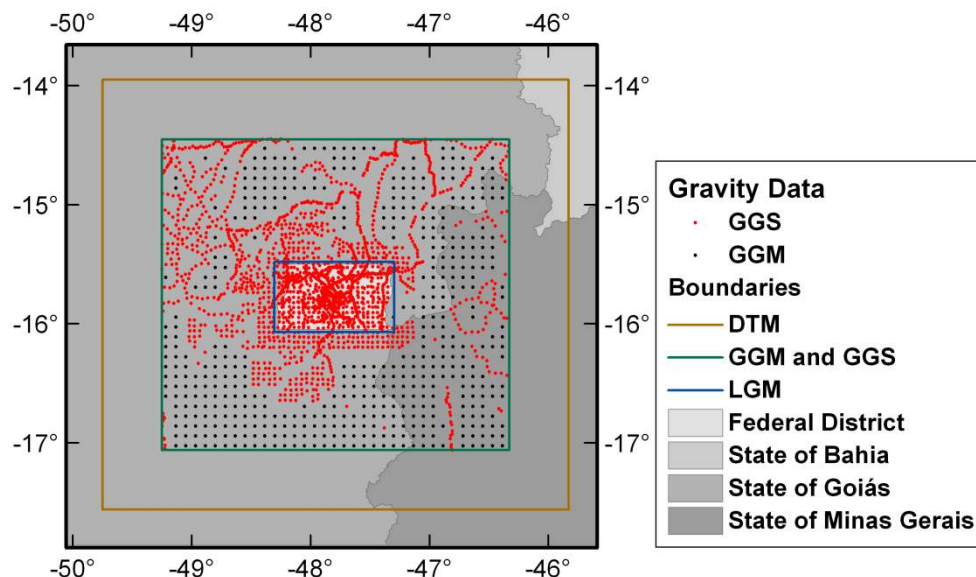 -50° -49° -48° -47° -46°
-14° -14°
-15° -15°
-16° -16°
-17° -17°
-50° -49° -48° -47° -46°
Gravity Data
GGS
GGM
Boundaries
DTM
GGM and GGS
LGM
Federal District
State of Bahia
State of Goiás
State of Minas Gerais